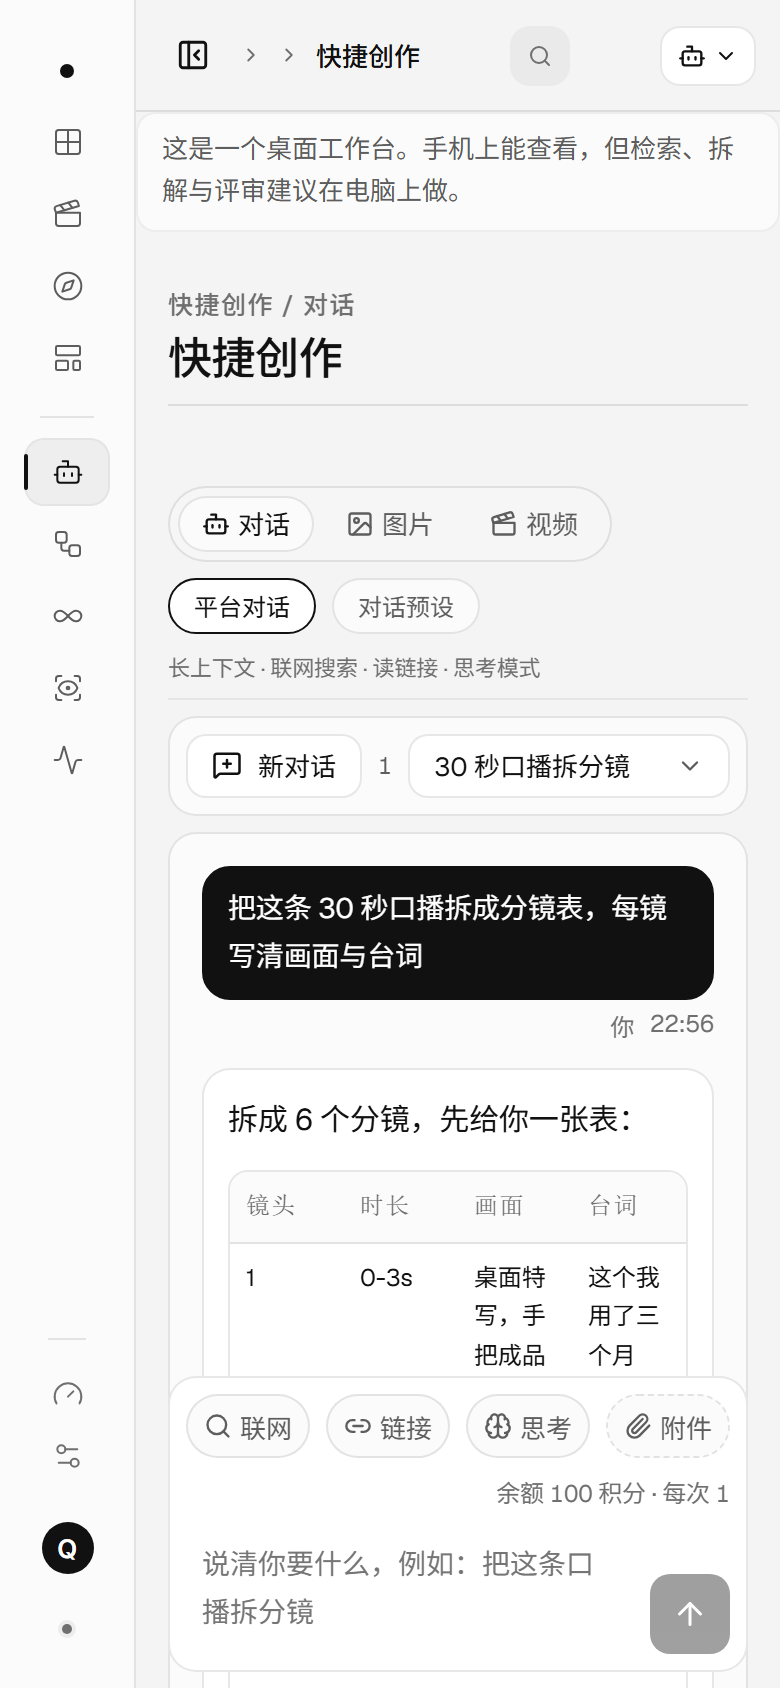 快捷创作
这是一个桌面工作台。手机上能查看，但检索、拆
解与评审建议在电脑上做。
快捷创作 / 对话
快捷创作
对话
图片
视频
平台对话
对话预设
长上下文 · 联网搜索 · 读链接 · 思考模式
新对话
1
30 秒口播拆分镜
把这条 30 秒口播拆成分镜表，每镜
写清画面与台词
你 22:56
拆成 6 个分镜，先给你一张表：
镜头 时长 画面 台词
1 0-3s 桌面特 这个我
写，手 用了三
把成品 个月
联网
链接
思考
附件
余额 100 积分 · 每次 1
说清你要什么，例如：把这条口
播拆分镜
Q